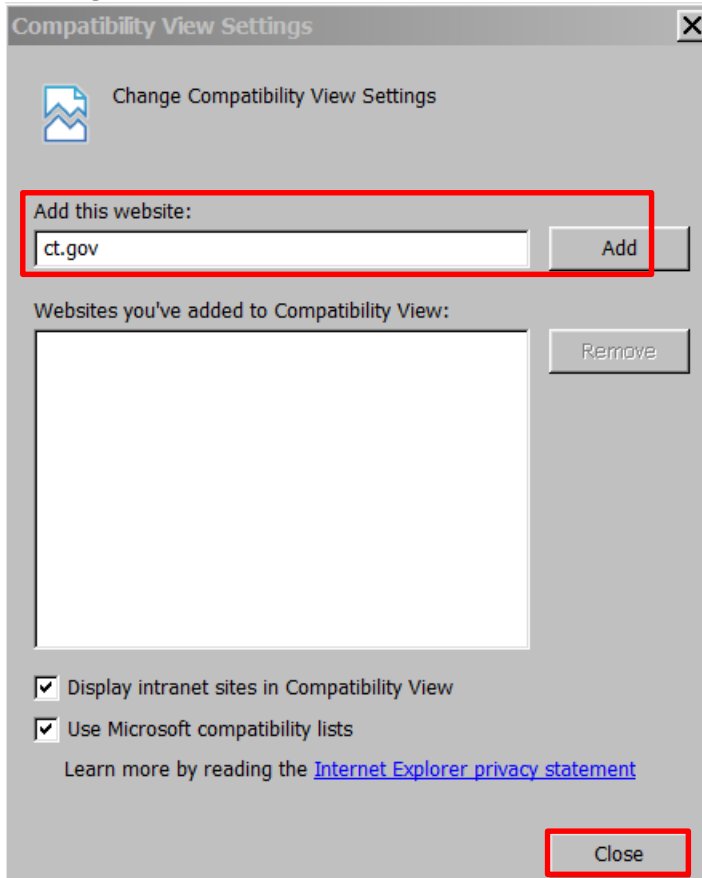 Compatibility View Settings
Change Compatibility View Settings
Add this website:
ct.gov
Add
Websites you've added to Compatibility View:
Remove
Display intranet sites in Compatibility View
Use Microsoft compatibility lists
Learn more by reading the Internet Explorer privacy statement
Close